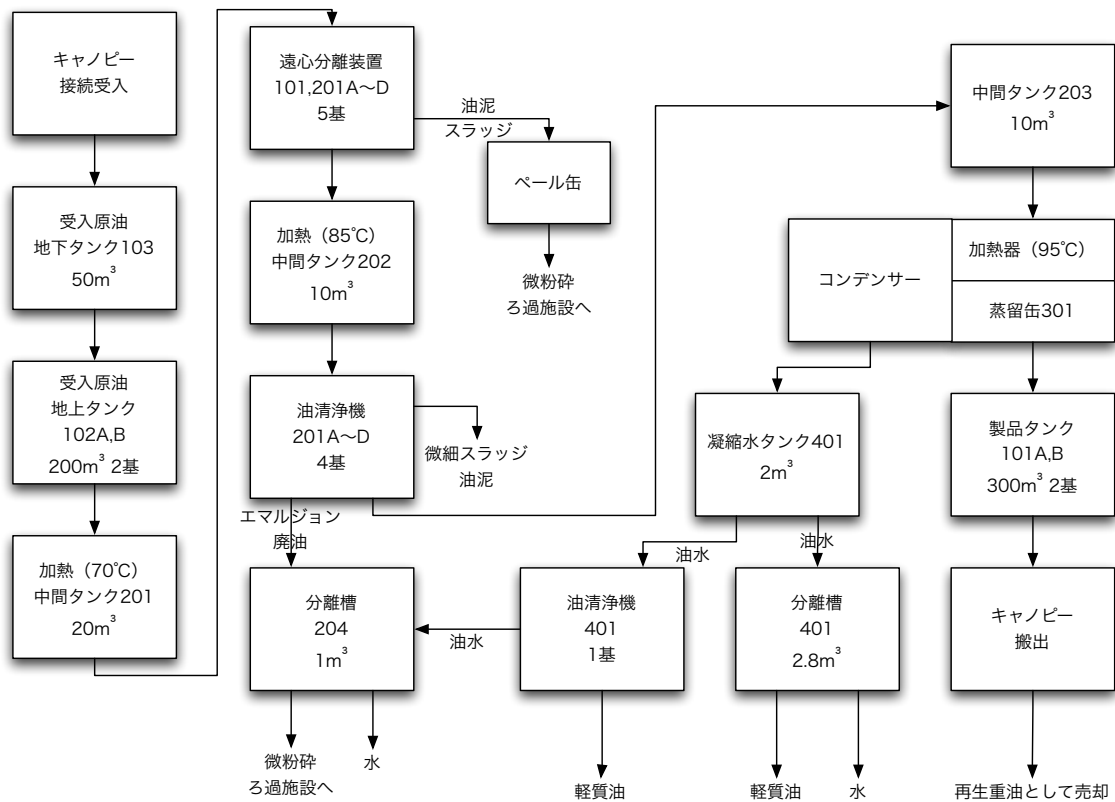 キャノピー
接続受入
受入原油
地下タンク103
50m³
受入原油
地上タンク
102A,B
200m³ 2基
加熱（70℃）
中間タンク201
20m³
遠心分離装置
101,201A〜D
5基
油泥
スラッジ
ペール缶
微粉砕
ろ過施設へ
加熱（85℃）
中間タンク202
10m³
油清浄機
201A〜D
4基
微細スラッジ
油泥
エマルジョン
廃油
分離槽
204
1m³
微粉砕
ろ過施設へ
水
油水
油清浄機
401
1基
軽質油
中間タンク203
10m³
コンデンサー
加熱器（95℃）
蒸留缶301
凝縮水タンク401
2m³
油水
油水
分離槽
401
2.8m³
軽質油
水
製品タンク
101A,B
300m³ 2基
キャノピー
搬出
再生重油として売却